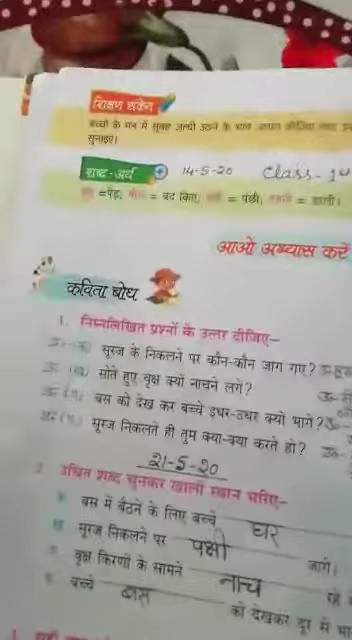 शिक्षण संकेत
बच्चों के मन में सुबह जल्दी उठने के
सुनाइए।
शब्द-अर्थ 14-5-20 Class-1st
=पेड़, = बंद किए, = पंछी, = डाली।
आओ अभ्यास करें
कविता बोध
1. निम्नलिखित प्रश्नों के उत्तर दीजिए-
सूरज के निकलने पर कौन-कौन जाग गए?
सोते हुए वृक्ष क्यों नाचने लगे?
बस को देख कर बच्चे इधर-उधर क्यों भागे?
सूरज निकलते ही तुम क्या-क्या करते हो?
21-5-20
2. उचित शब्द चुनकर खाली स्थान भरिए-
बस में बैठने के लिए बच्चे घर
सूरज निकलने पर पक्षी जागे।
वृक्ष किरणों के सामने नाच रहे
बच्चे बस को देखकर दूर में